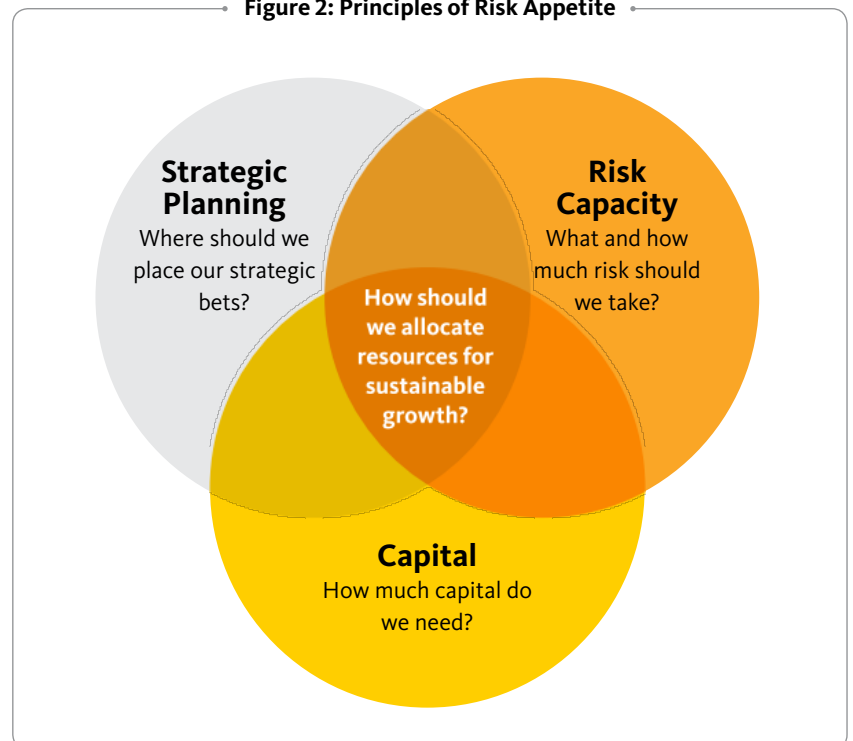 Figure 2: Principles of Risk Appetite
Strategic
Planning
Where should we
place our strategic
bets?
Risk
Capacity
What and how
much risk should
we take?
How should
we allocate
resources for
sustainable
growth?
Capital
How much capital do
we need?